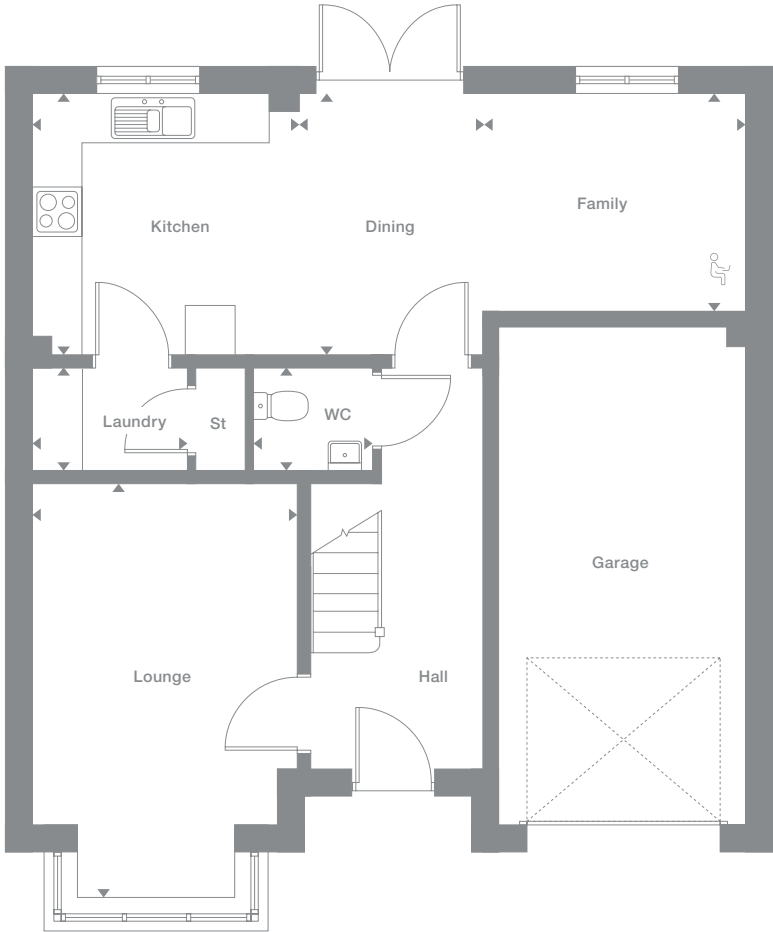 Family
Kitchen
Dining
Laundry
St
WC
Garage
Lounge
Hall